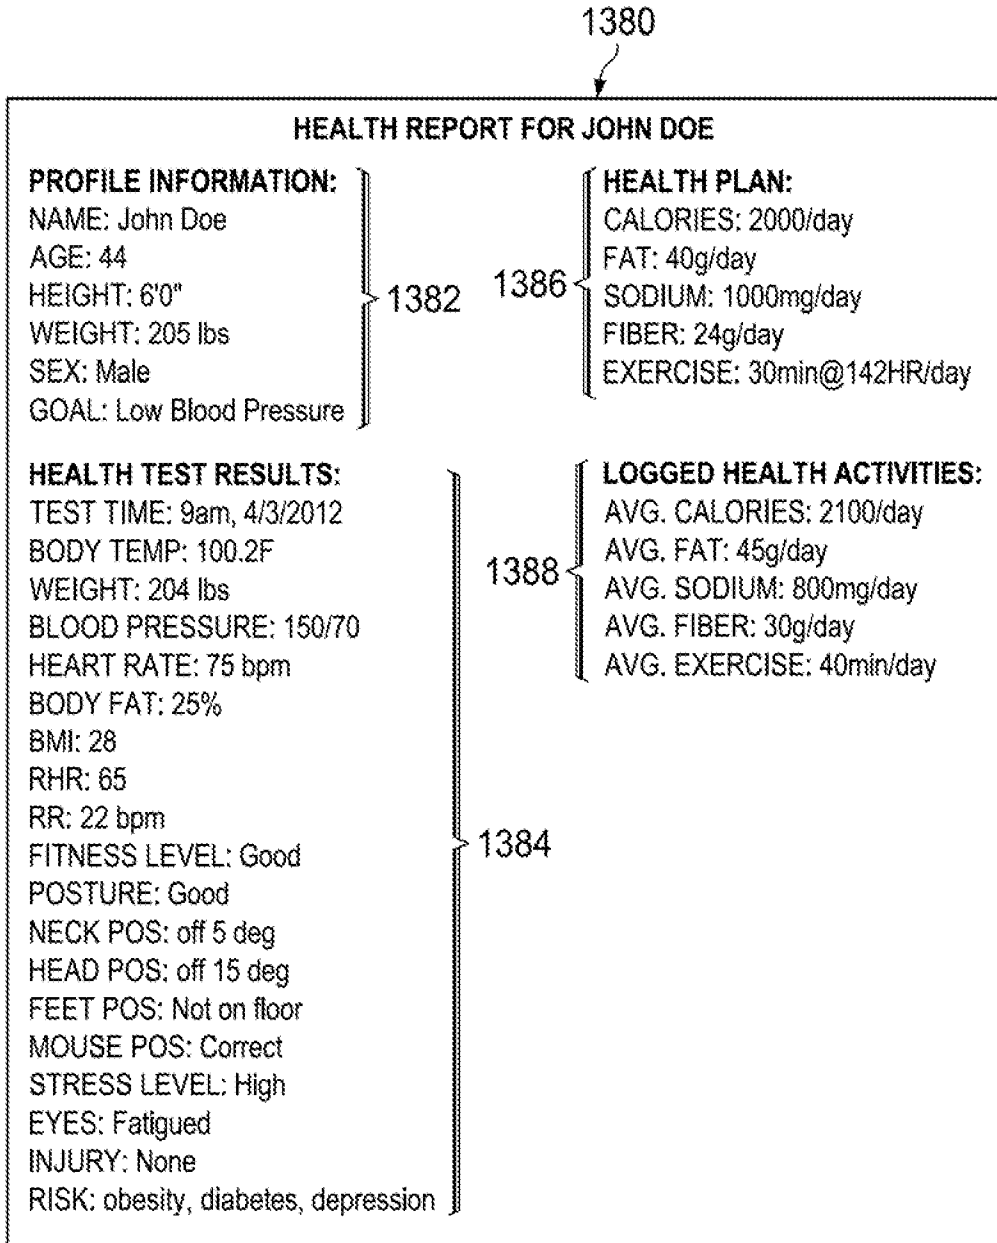 1380
HEALTH REPORT FOR JOHN DOE
PROFILE INFORMATION:
NAME: John Doe
AGE: 44
HEIGHT: 6'0"
WEIGHT: 205 lbs
SEX: Male
GOAL: Low Blood Pressure
1382
1386
HEALTH PLAN:
CALORIES: 2000/day
FAT: 40g/day
SODIUM: 1000mg/day
FIBER: 24g/day
EXERCISE: 30min@142HR/day
HEALTH TEST RESULTS:
TEST TIME: 9am, 4/3/2012
BODY TEMP: 100.2F
WEIGHT: 204 lbs
BLOOD PRESSURE: 150/70
HEART RATE: 75 bpm
BODY FAT: 25%
BMI: 28
RHR: 65
RR: 22 bpm
FITNESS LEVEL: Good
POSTURE: Good
NECK POS: off 5 deg
HEAD POS: off 15 deg
FEET POS: Not on floor
MOUSE POS: Correct
STRESS LEVEL: High
EYES: Fatigued
INJURY: None
RISK: obesity, diabetes, depression
1384
1388
LOGGED HEALTH ACTIVITIES:
AVG. CALORIES: 2100/day
AVG. FAT: 45g/day
AVG. SODIUM: 800mg/day
AVG. FIBER: 30g/day
AVG. EXERCISE: 40min/day